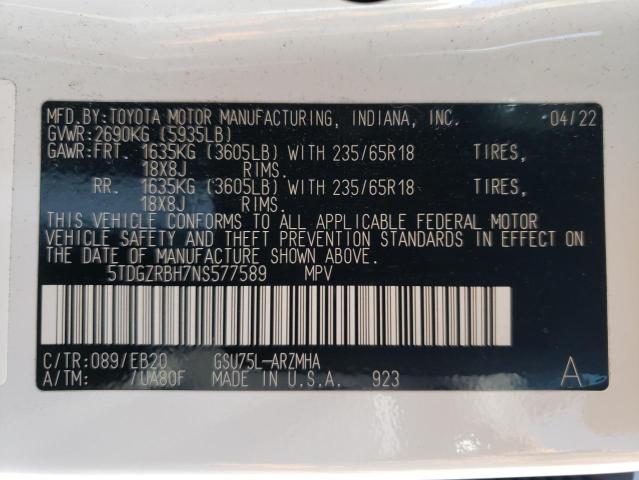 MFD.BY:TOYOTA MOTOR MANUFACTURING, INDIANA, INC. 04/22
GVWR:2690KG (5935LB)
GAWR:FRT. 1635KG (3605LB) WITH 235/65R18 TIRES,
18X8J RIMS.
RR. 1635KG (3605LB) WITH 235/65R18 TIRES,
18X8J RIMS.
THIS VEHICLE CONFORMS TO ALL APPLICABLE FEDERAL MOTOR
VEHICLE SAFETY AND THEFT PREVENTION STANDARDS IN EFFECT ON
THE DATE OF MANUFACTURE SHOWN ABOVE.
5TDGZRBH7NS577589 MPV
C/TR:089/EB20 GSU75L-ARZMHA
A/TM: /UA80F MADE IN U.S.A. 923 A